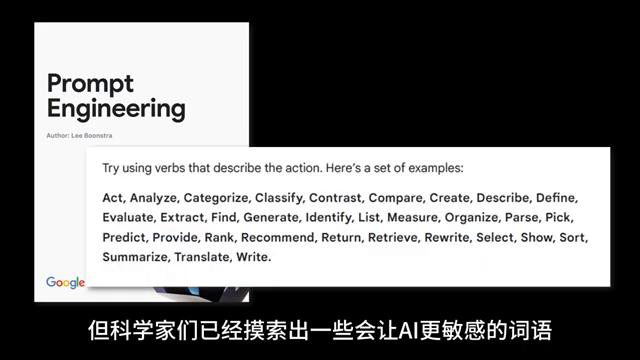 Prompt
Engineering
Author: Lee Boonstra
Try using verbs that describe the action. Here's a set of examples:
Act, Analyze, Categorize, Classify, Contrast, Compare, Create, Describe, Define,
Evaluate, Extract, Find, Generate, Identify, List, Measure, Organize, Parse, Pick,
Predict, Provide, Rank, Recommend, Return, Retrieve, Rewrite, Select, Show, Sort,
Summarize, Translate, Write.
Google
但科学家们已经摸索出一些会让AI更敏感的词语